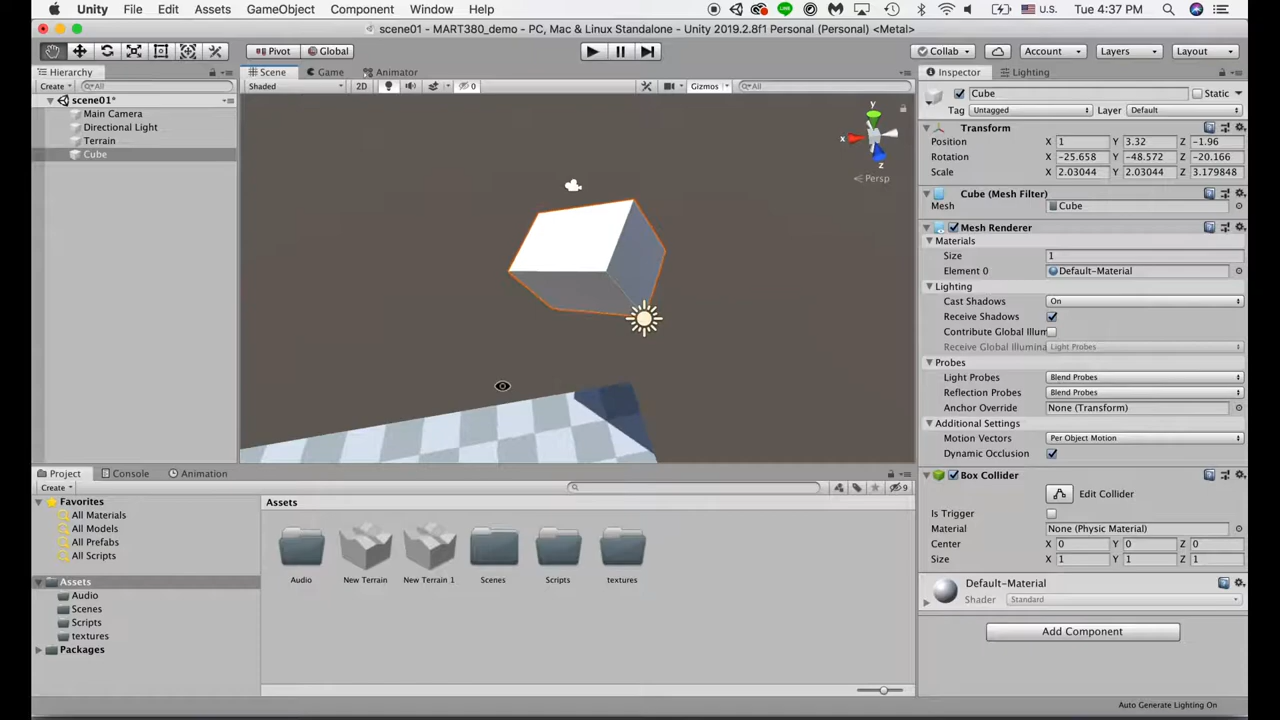 Unity File Edit Assets GameObject Component Window Help U.S. Tue 4:37 PM
scene01 - MART380_demo - PC, Mac & Linux Standalone - Unity 2019.2.8f1 Personal (Personal) <Metal>
Pivot Global Collab Account Layers Layout
Hierarchy
Create All
scene01*
Main Camera
Directional Light
Terrain
Cube
Scene Game Animator
Shaded 2D 0 Gizmos All
y
x
z
Persp
Inspector Lighting
Cube Static
Tag Untagged Layer Default
Transform
Position X 1 Y 3.32 Z -1.96
Rotation X -25.658 Y -48.572 Z -20.166
Scale X 2.03044 Y 2.03044 Z 3.179848
Cube (Mesh Filter)
Mesh Cube
Mesh Renderer
Materials
Size 1
Element 0 Default-Material
Lighting
Cast Shadows On
Receive Shadows
Contribute Global Illum
Receive Global Illumina Light Probes
Probes
Light Probes Blend Probes
Reflection Probes Blend Probes
Anchor Override None (Transform)
Additional Settings
Motion Vectors Per Object Motion
Dynamic Occlusion
Box Collider
Edit Collider
Is Trigger
Material None (Physic Material)
Center X 0 Y 0 Z 0
Size X 1 Y 1 Z 1
Default-Material
Shader Standard
Add Component
Project Console Animation
Create 9
Favorites
All Materials
All Models
All Prefabs
All Scripts
Assets
Audio
Scenes
Scripts
textures
Packages
Assets
Audio New Terrain New Terrain 1 Scenes Scripts textures
Auto Generate Lighting On